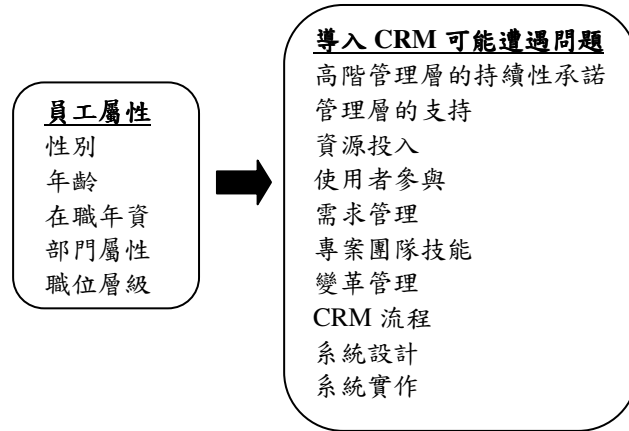 員工屬性
性別
年齡
在職年資
部門屬性
職位層級
導入 CRM 可能遭遇問題
高階管理層的持續性承諾
管理層的支持
資源投入
使用者參與
需求管理
專案團隊技能
變革管理
CRM 流程
系統設計
系統實作